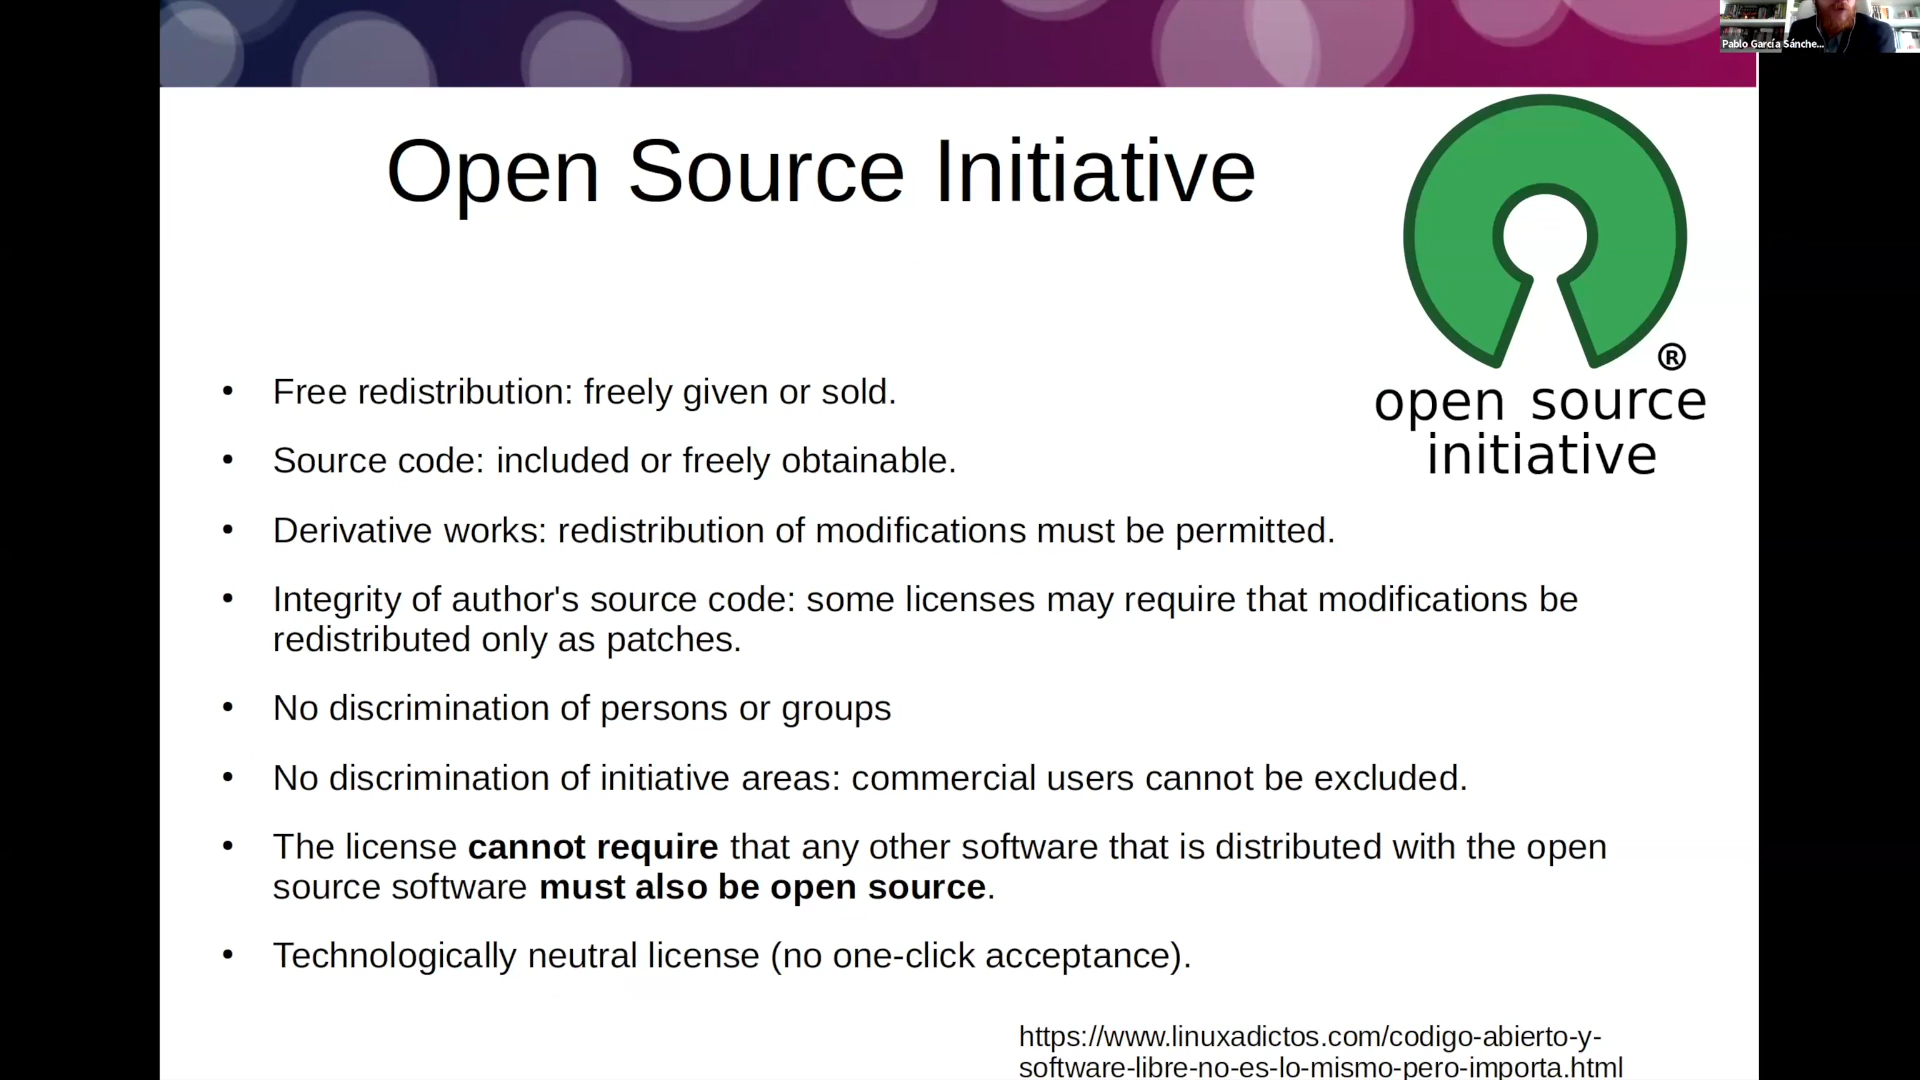 Pablo García Sánche...
Open Source Initiative
®
open source
initiative
• Free redistribution: freely given or sold.
• Source code: included or freely obtainable.
• Derivative works: redistribution of modifications must be permitted.
• Integrity of author's source code: some licenses may require that modifications be
redistributed only as patches.
• No discrimination of persons or groups
• No discrimination of initiative areas: commercial users cannot be excluded.
• The license cannot require that any other software that is distributed with the open
source software must also be open source.
• Technologically neutral license (no one-click acceptance).
https://www.linuxadictos.com/codigo-abierto-y-
software-libre-no-es-lo-mismo-pero-importa.html